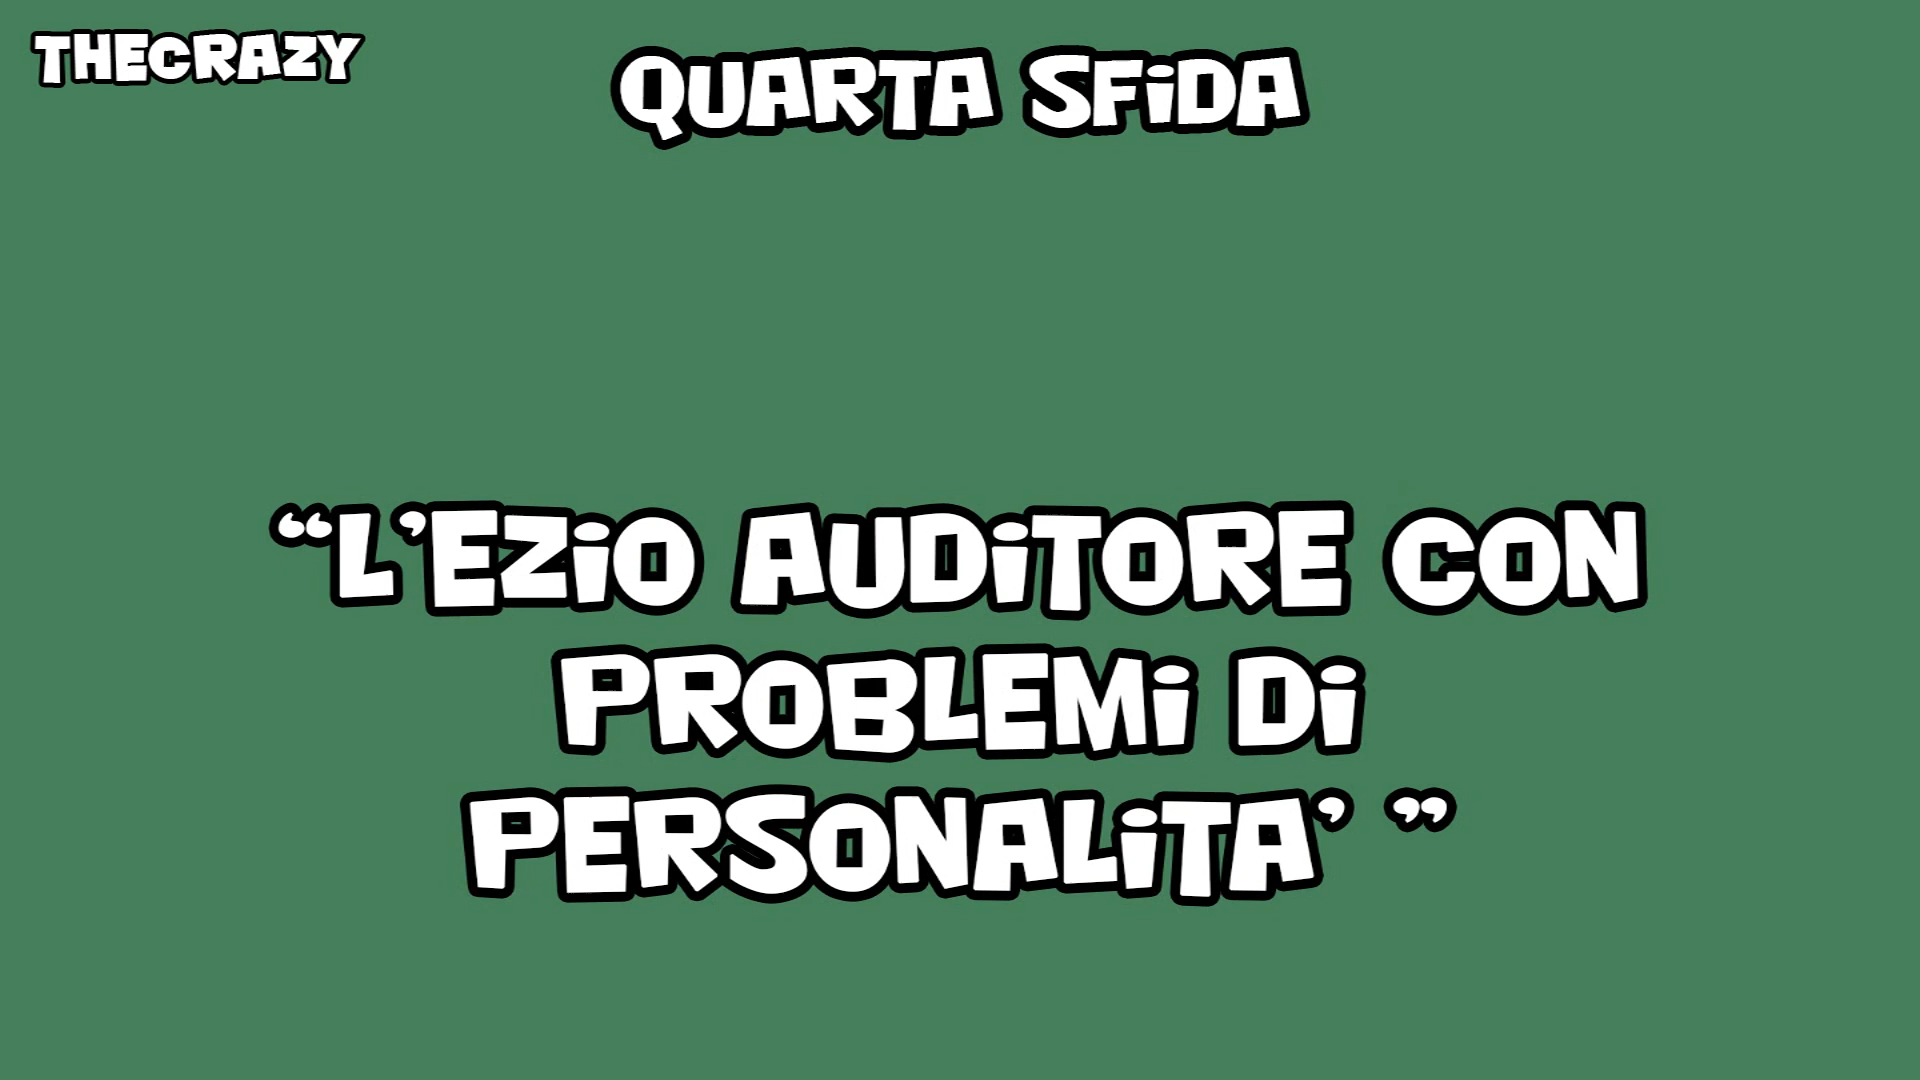 THECRAZY
QUARTA SFiDA
“L’EZiO AUDiTORE CON
PROBLEMi Di
PERSONALiTA’ ”